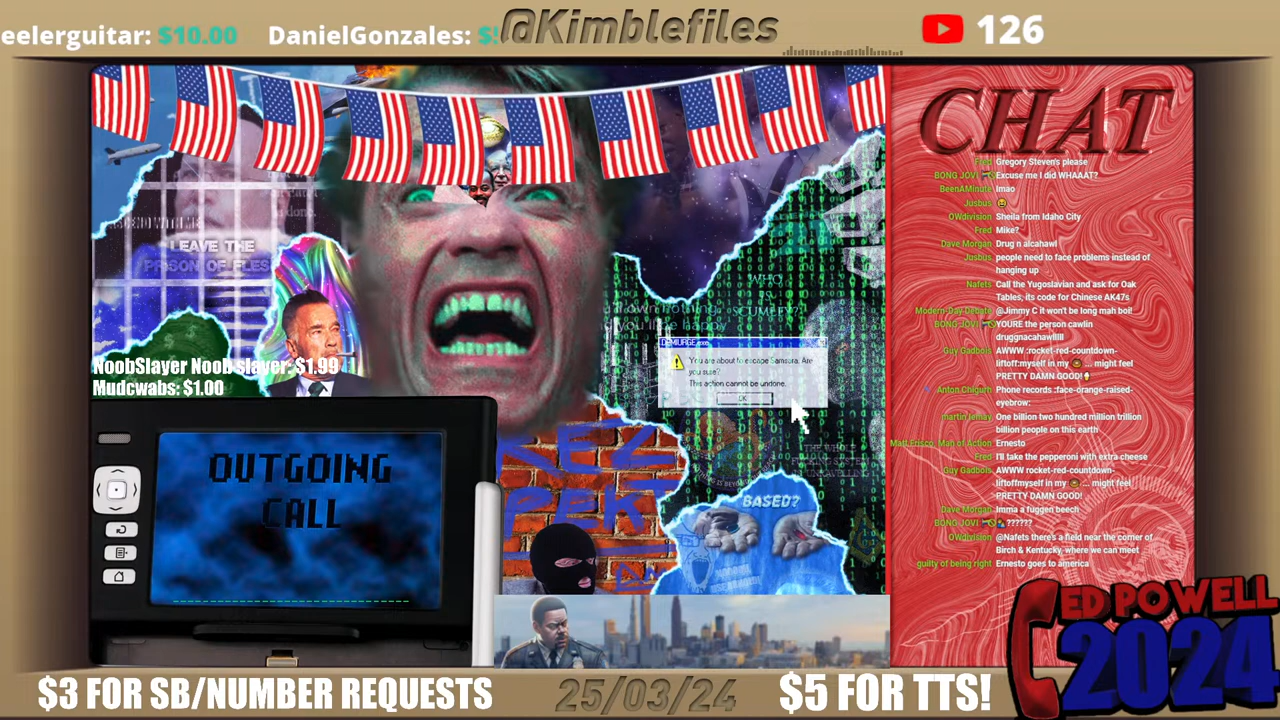 eelerguitar: $10.00 DanielGonzales:
@Kimblefiles
126
CHAT
Fred Gregory Steven's please
BONG JOVI Excuse me I did WHAAAT?
BeenAMinute lmao
Jusbus
OWdivision Sheila from Idaho City
Fred Mike?
Dave Morgan Drug n alcahawl
Jusbus people need to face problems instead of
hanging up
Nafets Call the Yugoslavian and ask for Oak
Tables, its code for Chinese AK47s
Modern-Day Debate @Jimmy C it won't be long mah boi!
BONG JOVI YOURE the person cawlin
druggnacahawlllll
Guy Gadbois AWWW :rocket-red-countdown-
liftoff:myself in my ... might feel
PRETTY DAMN GOOD!
Anton Chigurh Phone records :face-orange-raised-
eyebrow:
martin lemay One billion two hundred million trillion
billion people on this earth
Matt Frisco, Man of Action Ernesto
Fred I'll take the pepperoni with extra cheese
Guy Gadbois AWWW rocket-red-countdown-
liftoffmyself in my ... might feel
PRETTY DAMN GOOD!
Dave Morgan Imma a fuggen beech
BONG JOVI ??????
OWdivision @Nafets there's a field near the corner of
Birch & Kentucky, where we can meet
guilty of being right Ernesto goes to america
LEAVE THE
PRISON OF FLES
NoobSlayer Noob slaver: $1.99
Mudcwabs: $1.00
DEMIURGE.exe
You are about to escape Samsara. Are
you sure?
This action cannot be undone.
OK
OUTGOING
CALL
BASED?
ED POWELL
2024
$3 FOR SB/NUMBER REQUESTS
25/03/24
$5 FOR TTS!